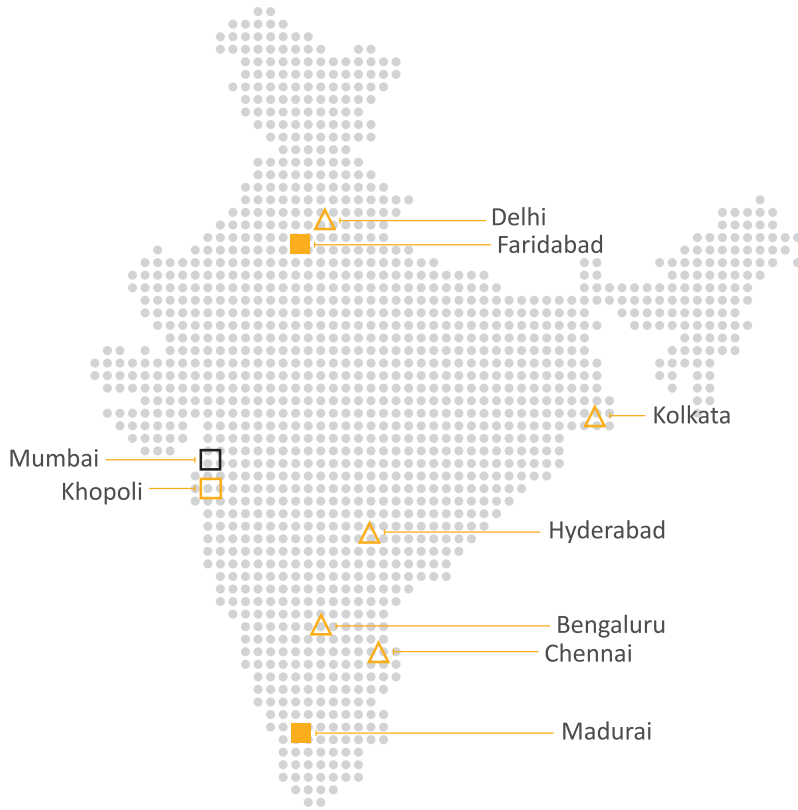 Delhi
Faridabad
Kolkata
Mumbai
Khopoli
Hyderabad
Bengaluru
Chennai
Madurai